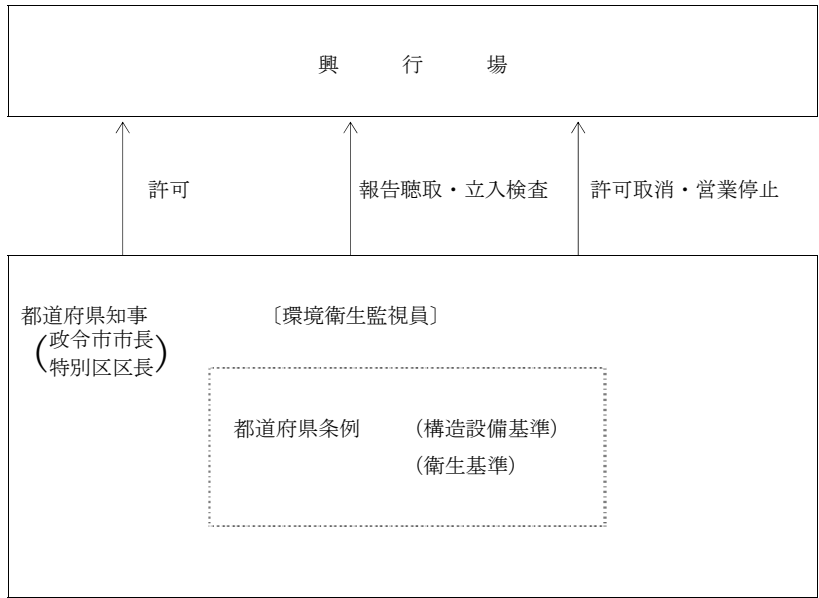 興行場
許可
報告聴取・立入検査
許可取消・営業停止
都道府県知事
〔環境衛生監視員〕
(政令市市長
特別区区長)
都道府県条例
(構造設備基準)
(衛生基準)